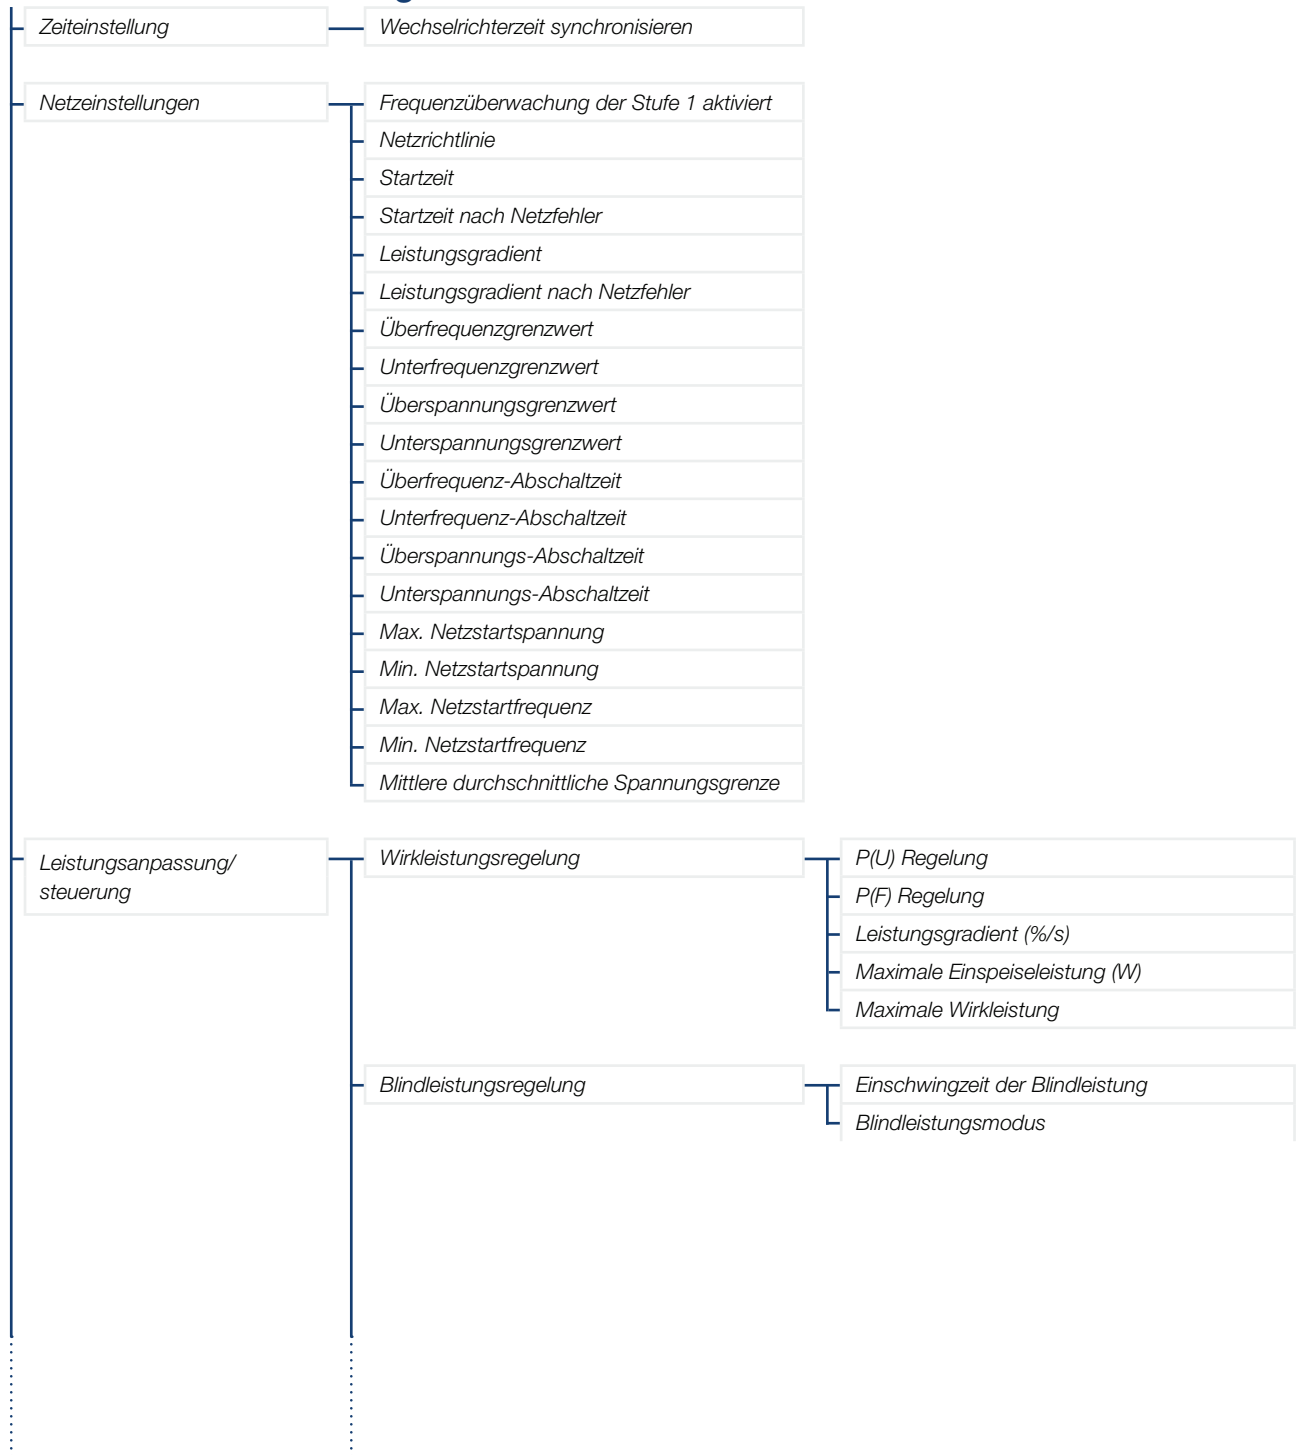 Zeiteinstellung
Wechselrichterzeit synchronisieren
Netzeinstellungen
Frequenzüberwachung der Stufe 1 aktiviert
Netzrichtlinie
Startzeit
Startzeit nach Netzfehler
Leistungsgradient
Leistungsgradient nach Netzfehler
Überfrequenzgrenzwert
Unterfrequenzgrenzwert
Überspannungsgrenzwert
Unterspannungsgrenzwert
Überfrequenz-Abschaltzeit
Unterfrequenz-Abschaltzeit
Überspannungs-Abschaltzeit
Unterspannungs-Abschaltzeit
Max. Netzstartspannung
Min. Netzstartspannung
Max. Netzstartfrequenz
Min. Netzstartfrequenz
Mittlere durchschnittliche Spannungsgrenze
Leistungsanpassung/
steuerung
Wirkleistungsregelung
P(U) Regelung
P(F) Regelung
Leistungsgradient (%/s)
Maximale Einspeiseleistung (W)
Maximale Wirkleistung
Blindleistungsregelung
Einschwingzeit der Blindleistung
Blindleistungsmodus